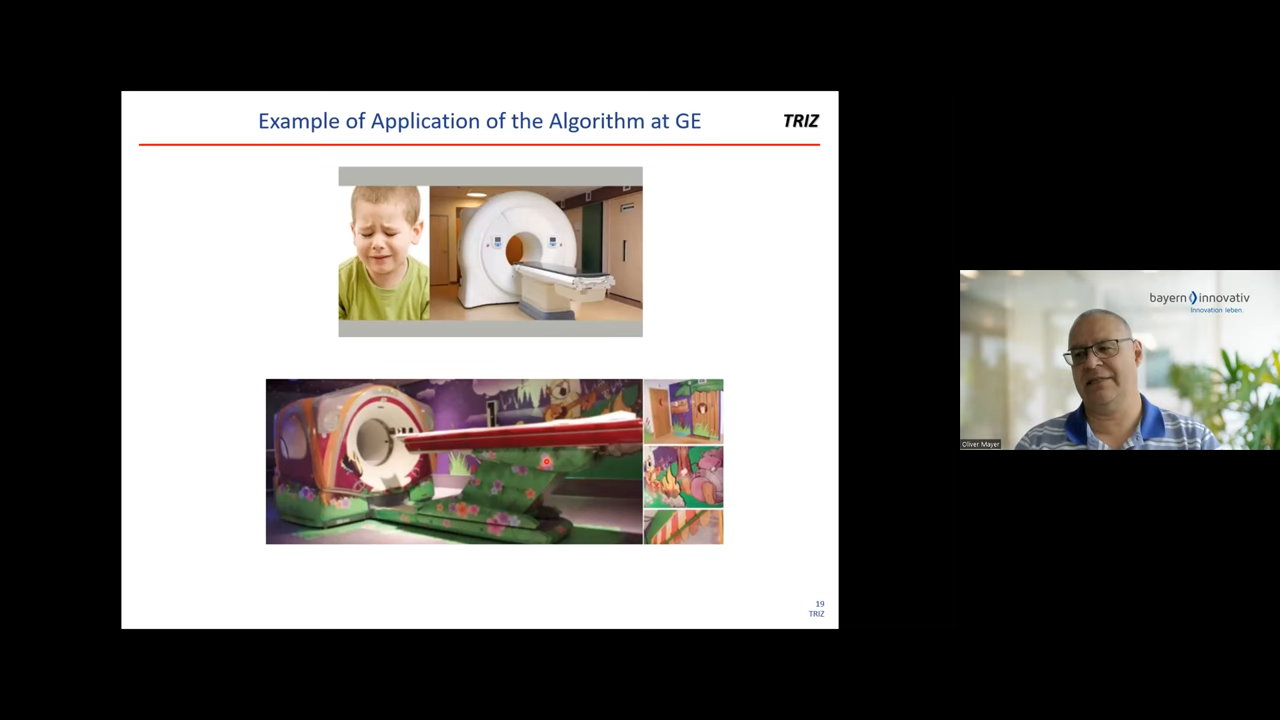 Example of Application of the Algorithm at GE
TRIZ
19
TRIZ
bayern innovativ
Innovation leben.
Oliver Mayer